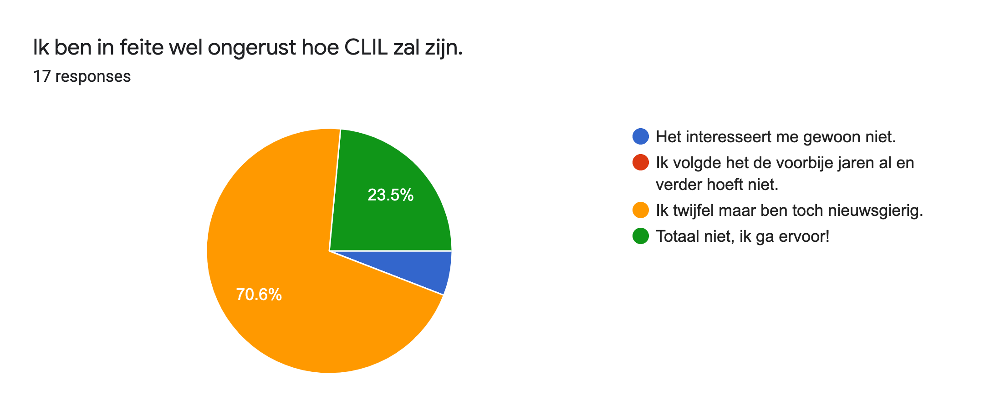 Ik ben in feite wel ongerust hoe CLIL zal zijn.
17 responses
23.5%
70.6%
Het interesseert me gewoon niet.
Ik volgde het de voorbije jaren al en
verder hoeft niet.
Ik twijfel maar ben toch nieuwsgierig.
Totaal niet, ik ga ervoor!